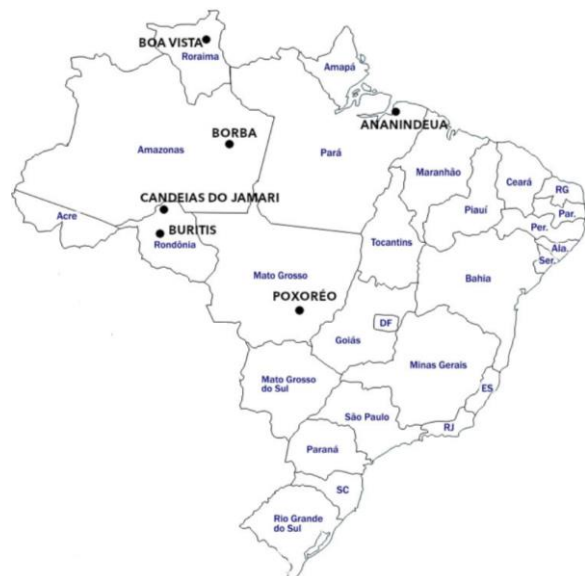 BOA VISTA
Roraima
Amapá
ANANINDEUA
BORBA
Amazonas
Pará
Maranhão
Ceará
RG
CANDEIAS DO JAMARI
Acre
Piauí
Par.
Per.
BURITIS
Rondônia
Tocantins
Ala.
Ser.
Mato Grosso
Bahia
POXORÉO
DF
Goiás
Minas Gerais
Mato Grosso
do Sul
ES
São Paulo
RJ
Paraná
SC
Rio Grande
do Sul